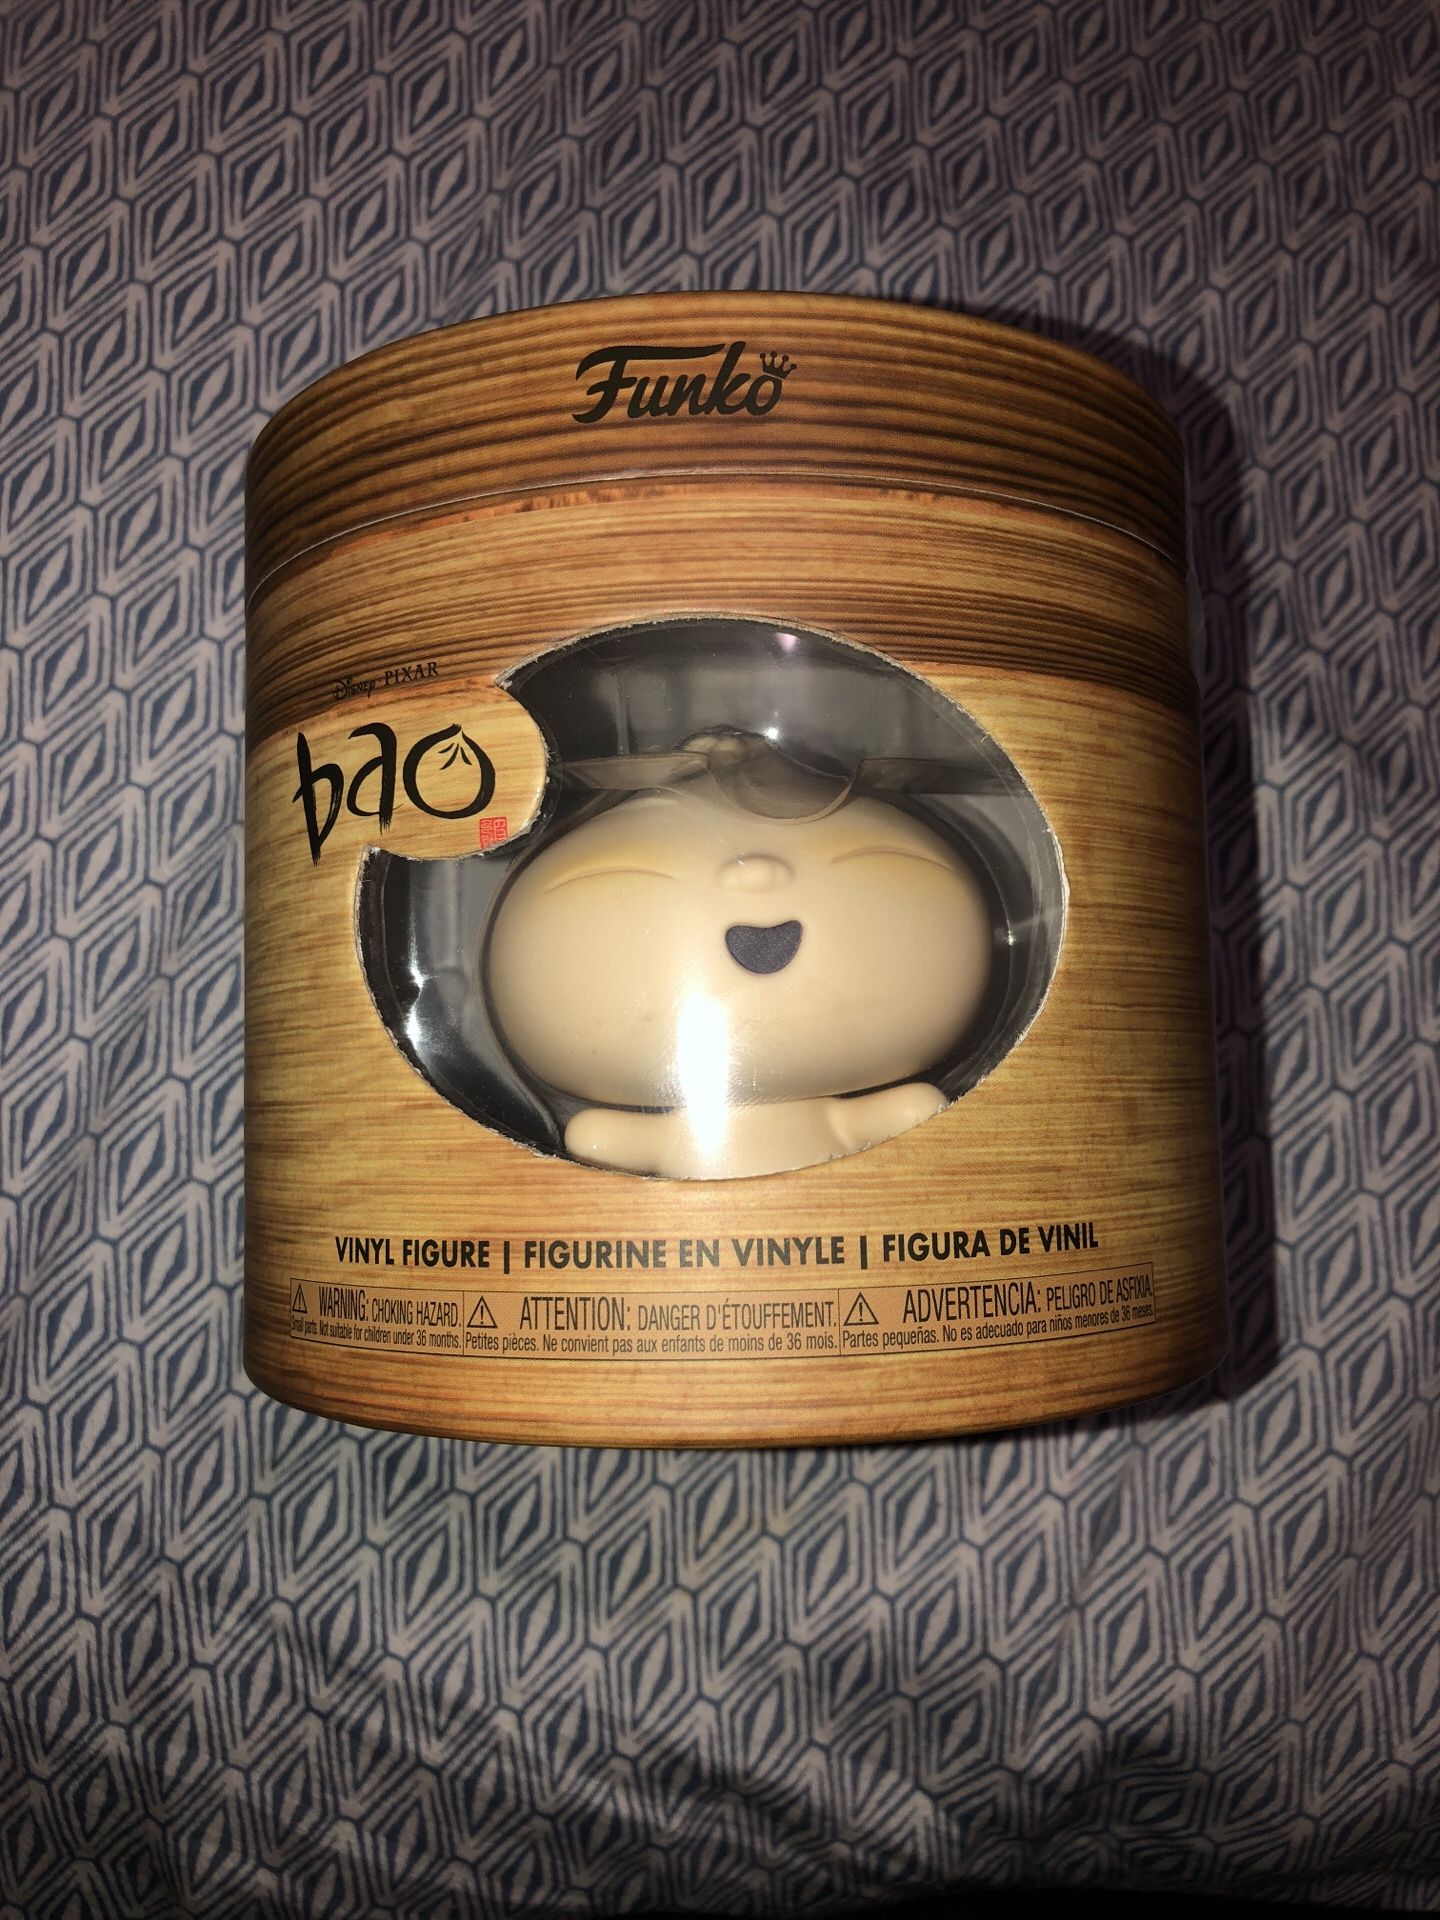 Funko
Disney PIXAR
bao
VINYL FIGURE | FIGURINE EN VINYLE | FIGURA DE VINIL
⚠ WARNING: CHOKING HAZARD.
Small parts. Not suitable for children under 36 months.
⚠ ATTENTION: DANGER D'ÉTOUFFEMENT.
Petites pièces. Ne convient pas aux enfants de moins de 36 mois.
⚠ ADVERTENCIA: PELIGRO DE ASFIXIA.
Partes pequeñas. No es adecuado para niños menores de 36 meses.